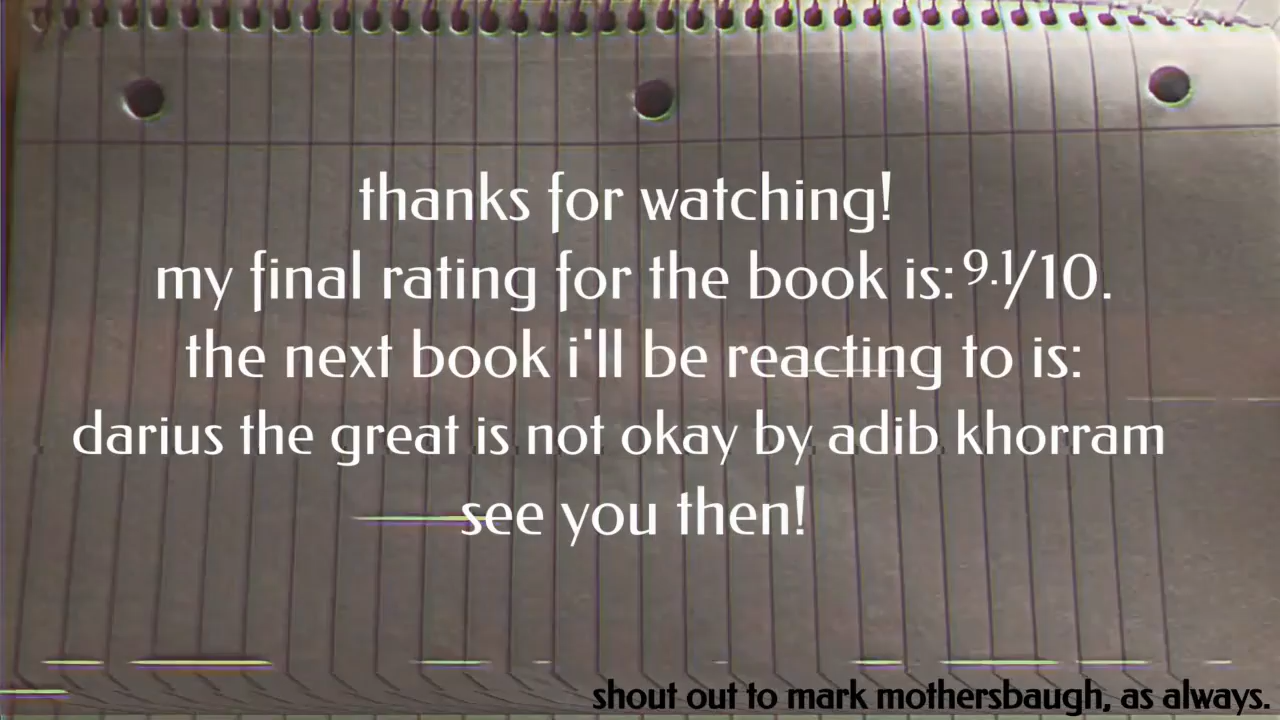 thanks for watching!
my final rating for the book is: 9.1/10.
the next book i'll be reacting to is:
darius the great is not okay by adib khorram
see you then!
shout out to mark mothersbaugh, as always.